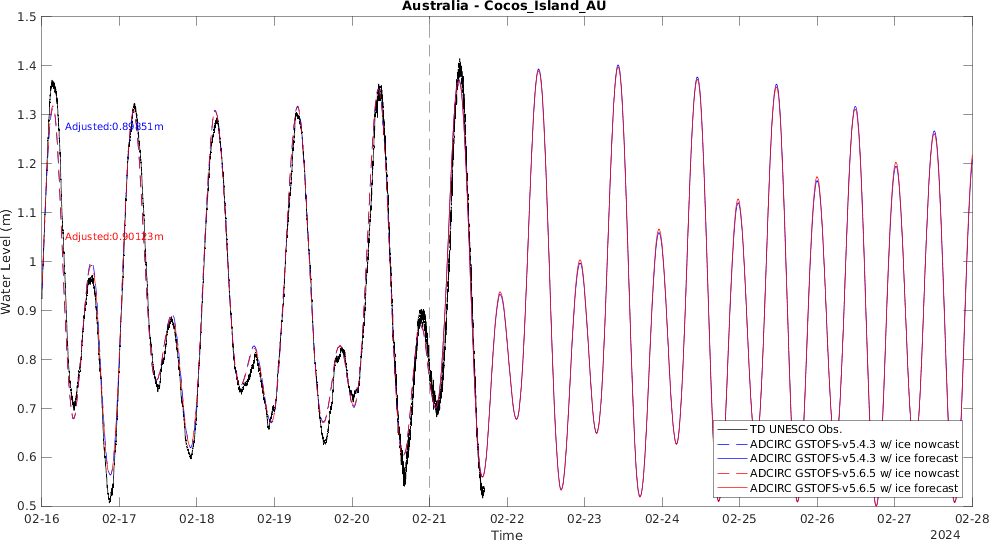 Australia - Cocos_Island_AU
1.5
1.4
1.3
1.2
1.1
1
0.9
0.8
0.7
0.6
0.5
Water Level (m)
Adjusted:0.89851m
Adjusted:0.90123m
TD UNESCO Obs.
ADCIRC GSTOFS-v5.4.3 w/ ice nowcast
ADCIRC GSTOFS-v5.4.3 w/ ice forecast
ADCIRC GSTOFS-v5.6.5 w/ ice nowcast
ADCIRC GSTOFS-v5.6.5 w/ ice forecast
02-16 02-17 02-18 02-19 02-20 02-21 02-22 02-23 02-24 02-25 02-26 02-27 02-28
Time
2024